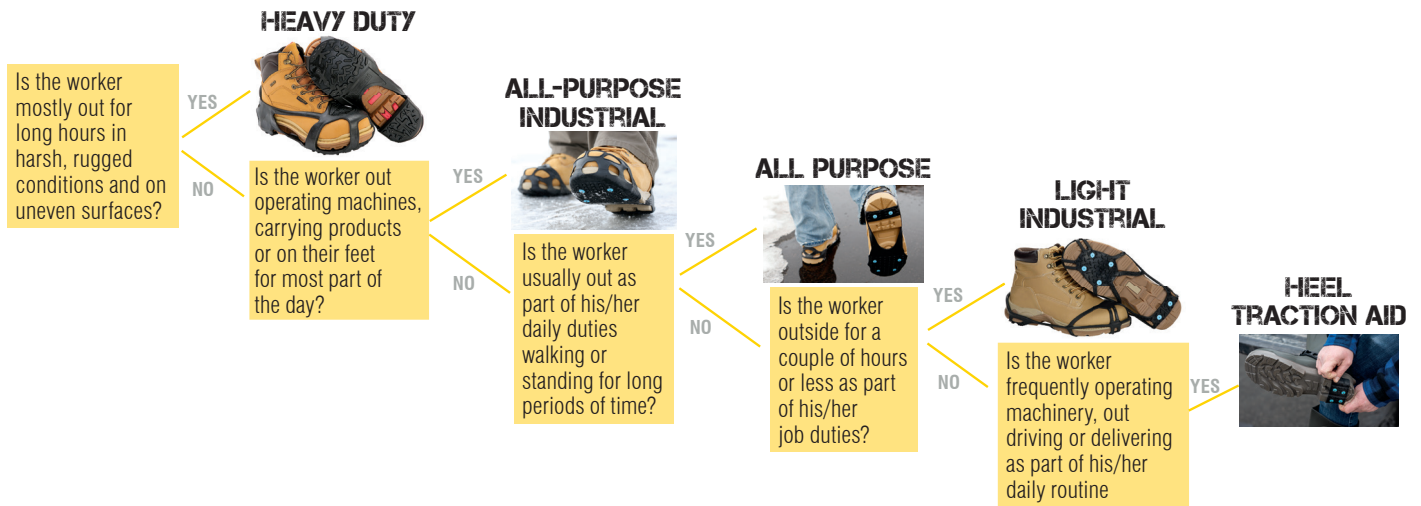 HEAVY DUTY
Is the worker
mostly out for
long hours in
harsh, rugged
conditions and on
uneven surfaces?
YES
NO
ALL-PURPOSE
INDUSTRIAL
Is the worker out
operating machines,
carrying products
or on their feet
for most part of
the day?
YES
NO
ALL PURPOSE
Is the worker
usually out as
part of his/her
daily duties
walking or
standing for long
periods of time?
YES
NO
LIGHT
INDUSTRIAL
Is the worker
outside for a
couple of hours
or less as part
of his/her
job duties?
YES
NO
HEEL
TRACTION AID
Is the worker
frequently operating
machinery, out
driving or delivering
as part of his/her
daily routine
YES